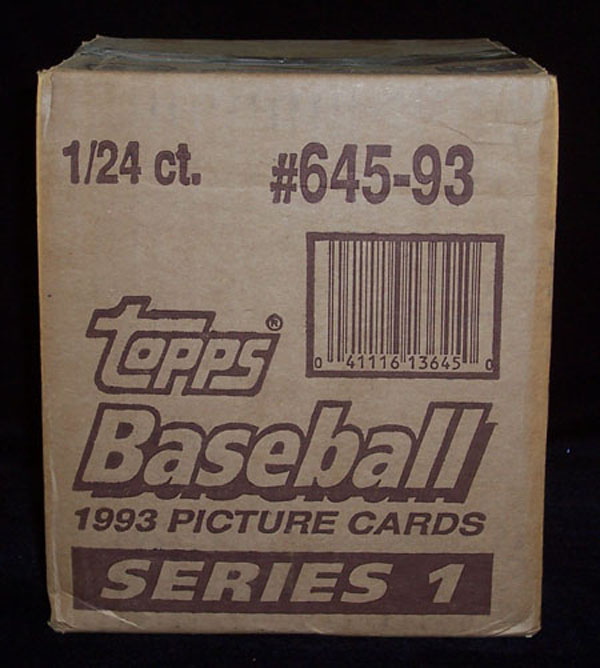 1/24 ct. #645-93
0 41116 13645 0
Topps®
Baseball
1993 PICTURE CARDS
SERIES 1